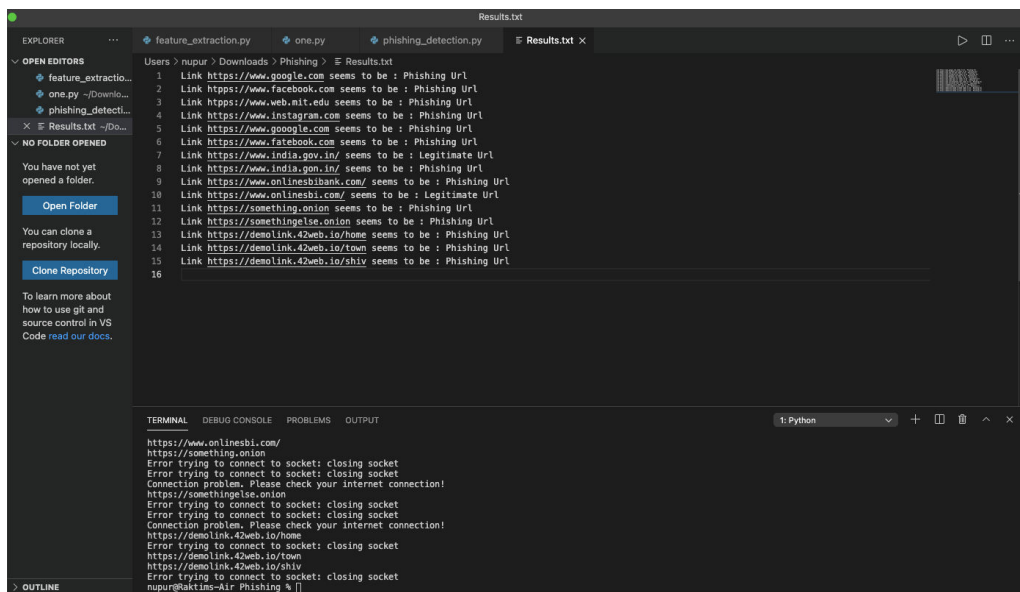 Results.txt
EXPLORER ...
OPEN EDITORS
feature_extractio...
one.py ~/Downlo...
phishing_detecti...
Results.txt ~/Do...
NO FOLDER OPENED
You have not yet
opened a folder.
Open Folder
You can clone a
repository locally.
Clone Repository
To learn more about
how to use git and
source control in VS
Code read our docs.
OUTLINE
feature_extraction.py one.py phishing_detection.py Results.txt
Users > nupur > Downloads > Phishing > Results.txt
1 Link https://www.google.com seems to be : Phishing Url
2 Link https://www.facebook.com seems to be : Phishing Url
3 Link https://www.web.mit.edu seems to be : Phishing Url
4 Link https://www.instagram.com seems to be : Phishing Url
5 Link https://www.gooogle.com seems to be : Phishing Url
6 Link https://www.fatebook.com seems to be : Phishing Url
7 Link https://www.india.gov.in/ seems to be : Legitimate Url
8 Link https://www.india.gon.in/ seems to be : Phishing Url
9 Link https://www.onlinesbibank.com/ seems to be : Phishing Url
10 Link https://www.onlinesbi.com/ seems to be : Legitimate Url
11 Link https://something.onion seems to be : Phishing Url
12 Link https://somethingelse.onion seems to be : Phishing Url
13 Link https://demolink.42web.io/home seems to be : Phishing Url
14 Link https://demolink.42web.io/town seems to be : Phishing Url
15 Link https://demolink.42web.io/shiv seems to be : Phishing Url
16
TERMINAL DEBUG CONSOLE PROBLEMS OUTPUT 1: Python
https://www.onlinesbi.com/
https://something.onion
Error trying to connect to socket: closing socket
Error trying to connect to socket: closing socket
Connection problem. Please check your internet connection!
https://somethingelse.onion
Error trying to connect to socket: closing socket
Error trying to connect to socket: closing socket
Connection problem. Please check your internet connection!
https://demolink.42web.io/home
Error trying to connect to socket: closing socket
https://demolink.42web.io/town
https://demolink.42web.io/shiv
Error trying to connect to socket: closing socket
nupur@Raktims-Air Phishing %